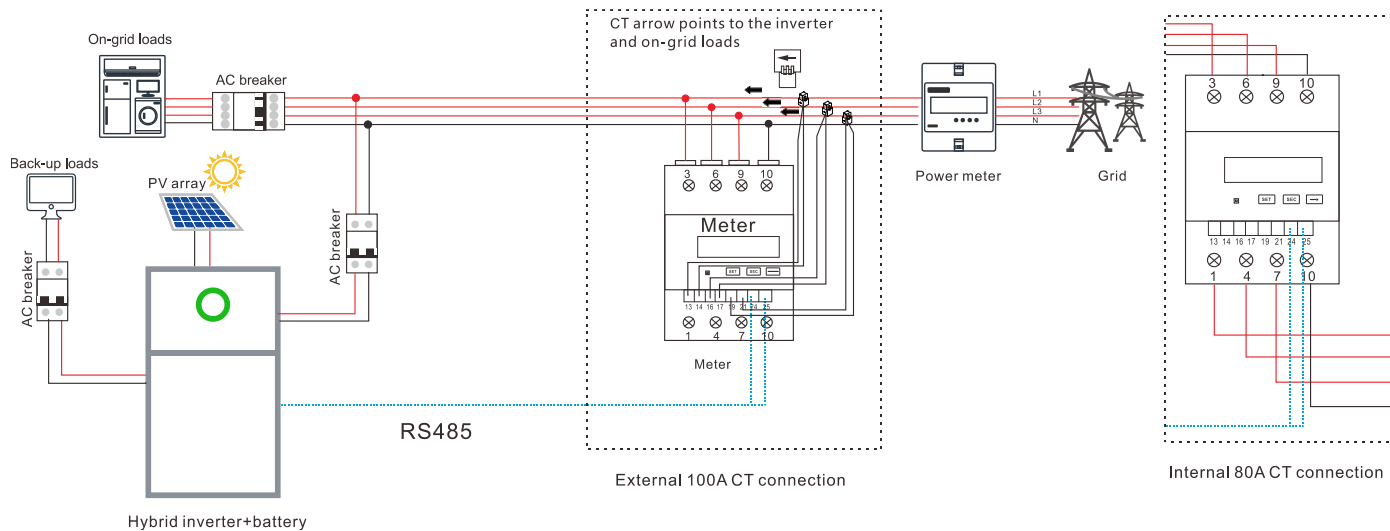 CT arrow points to the inverter
and on-grid loads
On-grid loads
AC breaker
L1
L2
L3
N
Back-up loads
PV array
AC breaker
AC breaker
3 6 9 10
Meter
SET SEC
13 14 16 17 19 21 24 25
1 4 7 10
Meter
Power meter
Grid
3 6 9 10
SET SEC
13 14 16 17 19 21 24 25
1 4 7 10
RS485
External 100A CT connection
Internal 80A CT connection
Hybrid inverter+battery